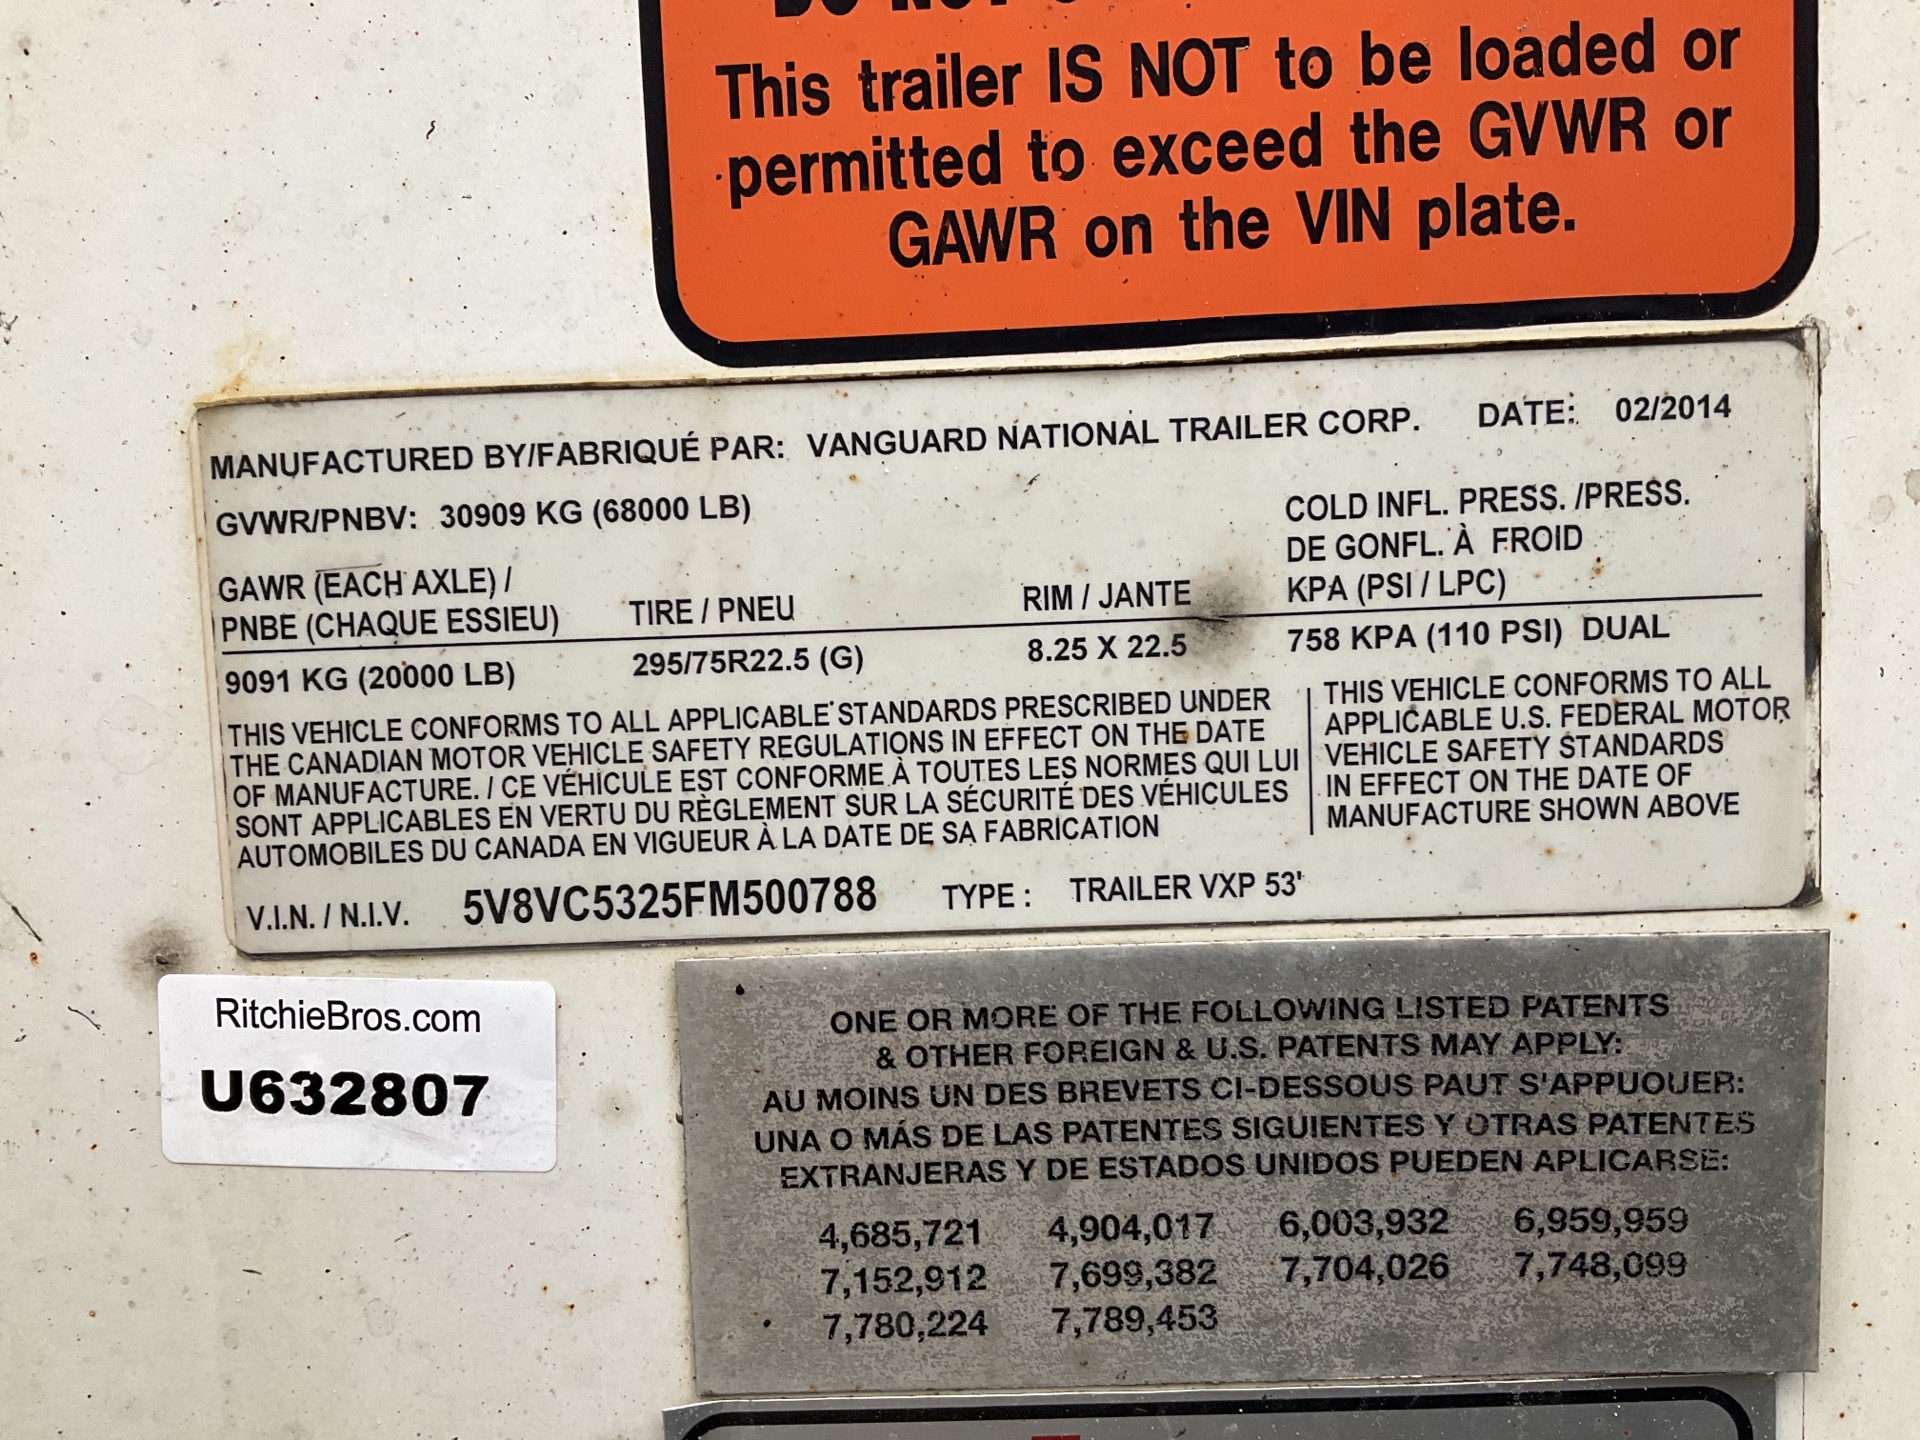 DO NOT
This trailer IS NOT to be loaded or
permitted to exceed the GVWR or
GAWR on the VIN plate.
MANUFACTURED BY/FABRIQUÉ PAR: VANGUARD NATIONAL TRAILER CORP. DATE: 02/2014
GVWR/PNBV: 30909 KG (68000 LB)
COLD INFL. PRESS. /PRESS.
DE GONFL. À FROID
KPA (PSI / LPC)
GAWR (EACH AXLE) /
PNBE (CHAQUE ESSIEU) TIRE / PNEU RIM / JANTE
9091 KG (20000 LB) 295/75R22.5 (G) 8.25 X 22.5 758 KPA (110 PSI) DUAL
THIS VEHICLE CONFORMS TO ALL APPLICABLE STANDARDS PRESCRIBED UNDER
THE CANADIAN MOTOR VEHICLE SAFETY REGULATIONS IN EFFECT ON THE DATE
OF MANUFACTURE. / CE VÉHICULE EST CONFORME À TOUTES LES NORMES QUI LUI
SONT APPLICABLES EN VERTU DU RÈGLEMENT SUR LA SÉCURITÉ DES VÉHICULES
AUTOMOBILES DU CANADA EN VIGUEUR À LA DATE DE SA FABRICATION
THIS VEHICLE CONFORMS TO ALL
APPLICABLE U.S. FEDERAL MOTOR
VEHICLE SAFETY STANDARDS
IN EFFECT ON THE DATE OF
MANUFACTURE SHOWN ABOVE
V.I.N. / N.I.V. 5V8VC5325FM500788 TYPE : TRAILER VXP 53'
RitchieBros.com
U632807
ONE OR MORE OF THE FOLLOWING LISTED PATENTS
& OTHER FOREIGN & U.S. PATENTS MAY APPLY:
AU MOINS UN DES BREVETS CI-DESSOUS PAUT S'APPUOUER:
UNA O MÁS DE LAS PATENTES SIGUIENTES Y OTRAS PATENTES
EXTRANJERAS Y DE ESTADOS UNIDOS PUEDEN APLICARSE:
4,685,721 4,904,017 6,003,932 6,959,959
7,152,912 7,699,382 7,704,026 7,748,099
7,780,224 7,789,453